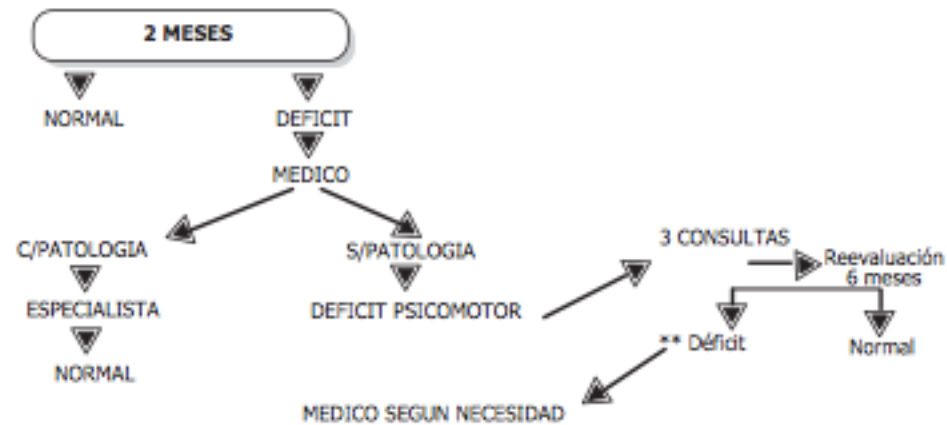 2 MESES
NORMAL
DEFICIT
MEDICO
C/PATOLOGIA
S/PATOLOGIA
3 CONSULTAS
Reevaluación
6 meses
ESPECIALISTA
DEFICIT PSICOMOTOR
** Déficit
Normal
NORMAL
MEDICO SEGUN NECESIDAD